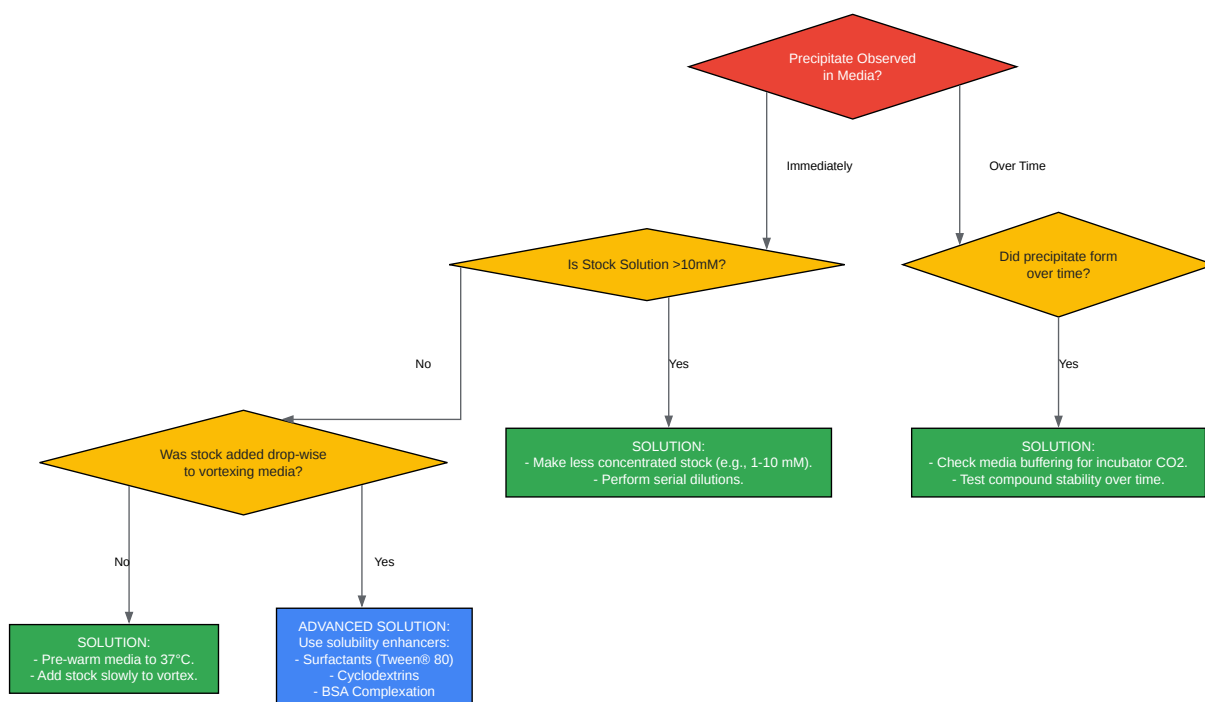 Precipitate Observed
in Media?
Immediately
Over Time
Is Stock Solution >10mM?
Did precipitate form
over time?
No
Yes
Yes
Was stock added drop-wise
to vortexing media?
SOLUTION:
- Make less concentrated stock (e.g., 1-10 mM).
- Perform serial dilutions.
SOLUTION:
- Check media buffering for incubator CO2.
- Test compound stability over time.
No
Yes
SOLUTION:
- Pre-warm media to 37°C.
- Add stock slowly to vortex.
ADVANCED SOLUTION:
Use solubility enhancers:
- Surfactants (Tween® 80)
- Cyclodextrins
- BSA Complexation